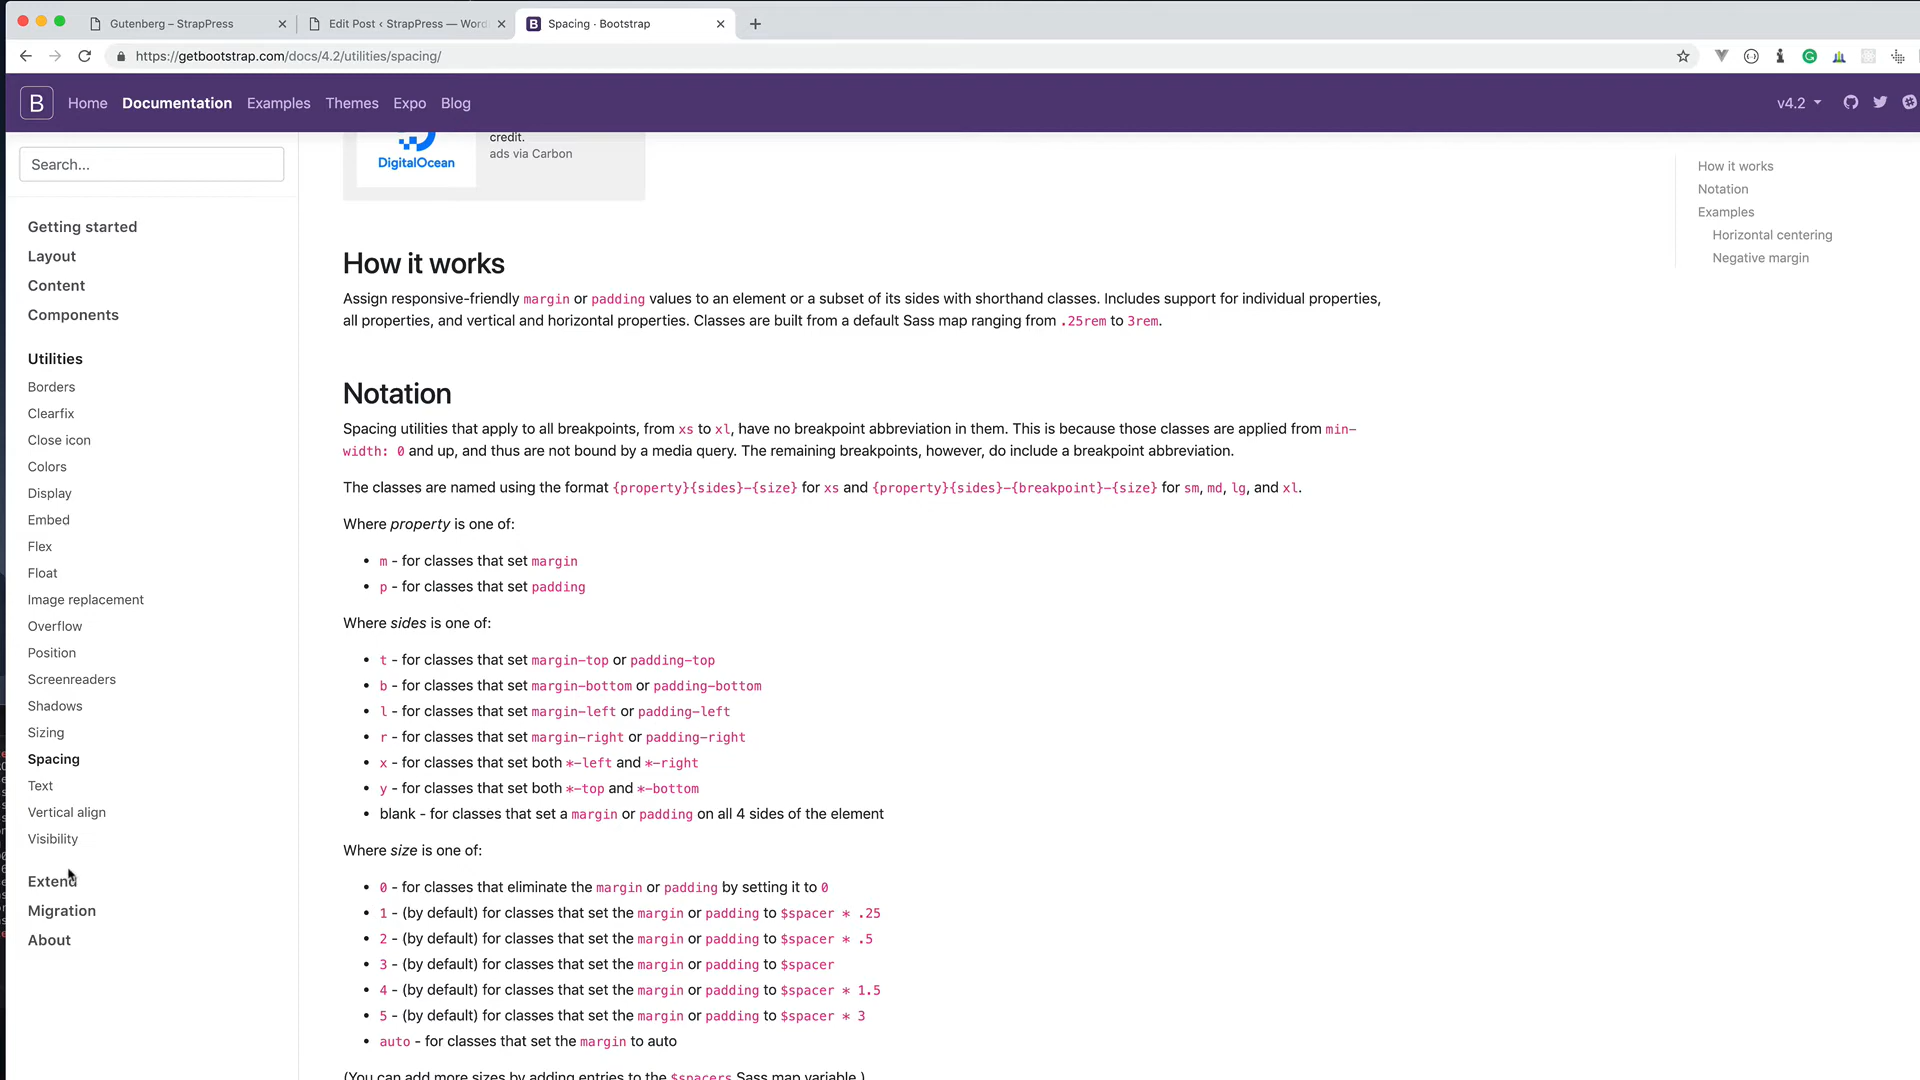 Gutenberg – StrapPress
Edit Post ‹ StrapPress — Word
Spacing · Bootstrap
https://getbootstrap.com/docs/4.2/utilities/spacing/
B Home Documentation Examples Themes Expo Blog v4.2
Search...
Getting started
Layout
Content
Components
Utilities
Borders
Clearfix
Close icon
Colors
Display
Embed
Flex
Float
Image replacement
Overflow
Position
Screenreaders
Shadows
Sizing
Spacing
Text
Vertical align
Visibility
Extend
Migration
About
credit.
DigitalOcean
ads via Carbon
How it works
Assign responsive-friendly margin or padding values to an element or a subset of its sides with shorthand classes. Includes support for individual properties,
all properties, and vertical and horizontal properties. Classes are built from a default Sass map ranging from .25rem to 3rem.
Notation
Spacing utilities that apply to all breakpoints, from xs to xl, have no breakpoint abbreviation in them. This is because those classes are applied from min-
width: 0 and up, and thus are not bound by a media query. The remaining breakpoints, however, do include a breakpoint abbreviation.
The classes are named using the format {property}{sides}-{size} for xs and {property}{sides}-{breakpoint}-{size} for sm, md, lg, and xl.
Where property is one of:
• m - for classes that set margin
• p - for classes that set padding
Where sides is one of:
• t - for classes that set margin-top or padding-top
• b - for classes that set margin-bottom or padding-bottom
• l - for classes that set margin-left or padding-left
• r - for classes that set margin-right or padding-right
• x - for classes that set both *-left and *-right
• y - for classes that set both *-top and *-bottom
• blank - for classes that set a margin or padding on all 4 sides of the element
Where size is one of:
• 0 - for classes that eliminate the margin or padding by setting it to 0
• 1 - (by default) for classes that set the margin or padding to $spacer * .25
• 2 - (by default) for classes that set the margin or padding to $spacer * .5
• 3 - (by default) for classes that set the margin or padding to $spacer
• 4 - (by default) for classes that set the margin or padding to $spacer * 1.5
• 5 - (by default) for classes that set the margin or padding to $spacer * 3
• auto - for classes that set the margin to auto
(You can add more sizes by adding entries to the $spacers Sass map variable.)
How it works
Notation
Examples
Horizontal centering
Negative margin